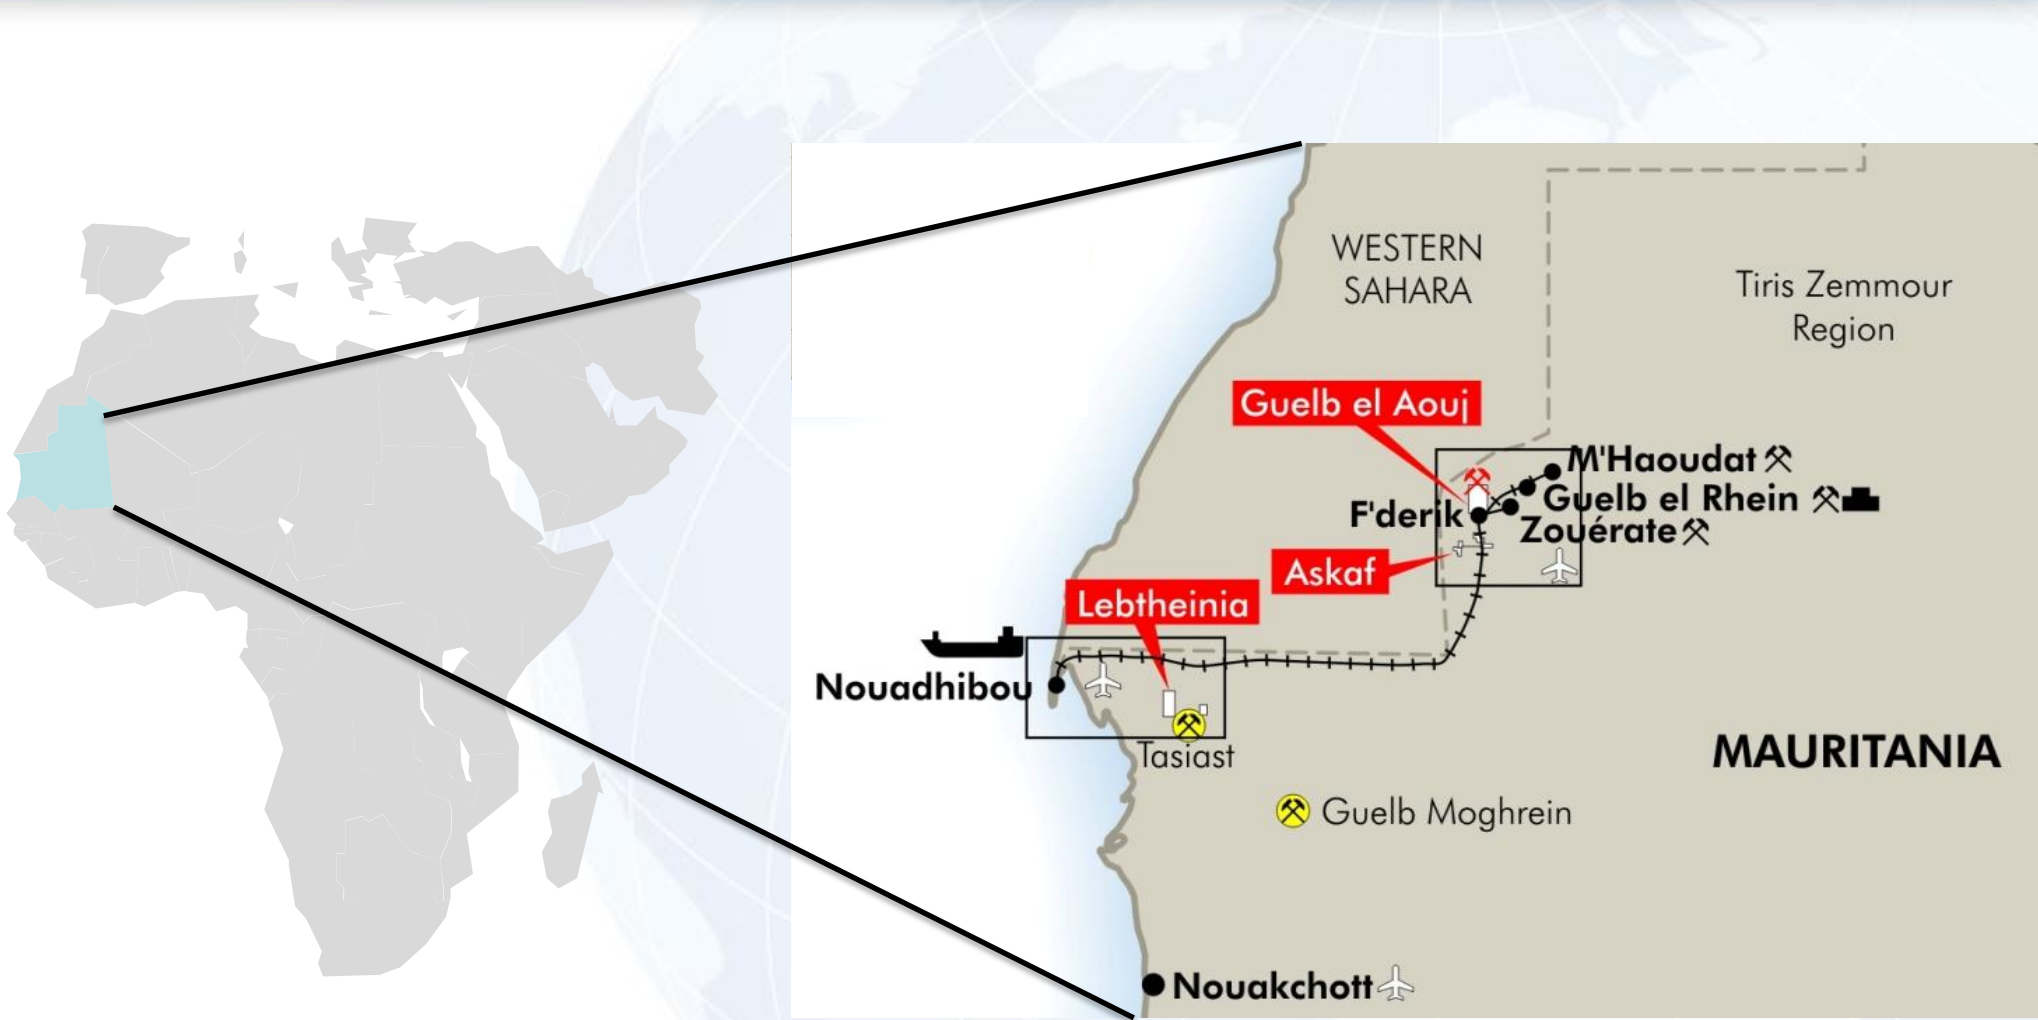 WESTERN
SAHARA
Tiris Zemmour
Region
Guelb el Aouj
M'Haoudat
Guelb el Rhein
F'derik
Zouérate
Askaf
Lebtheinia
Nouadhibou
Tasiast
MAURITANIA
Guelb Moghrein
Nouakchott